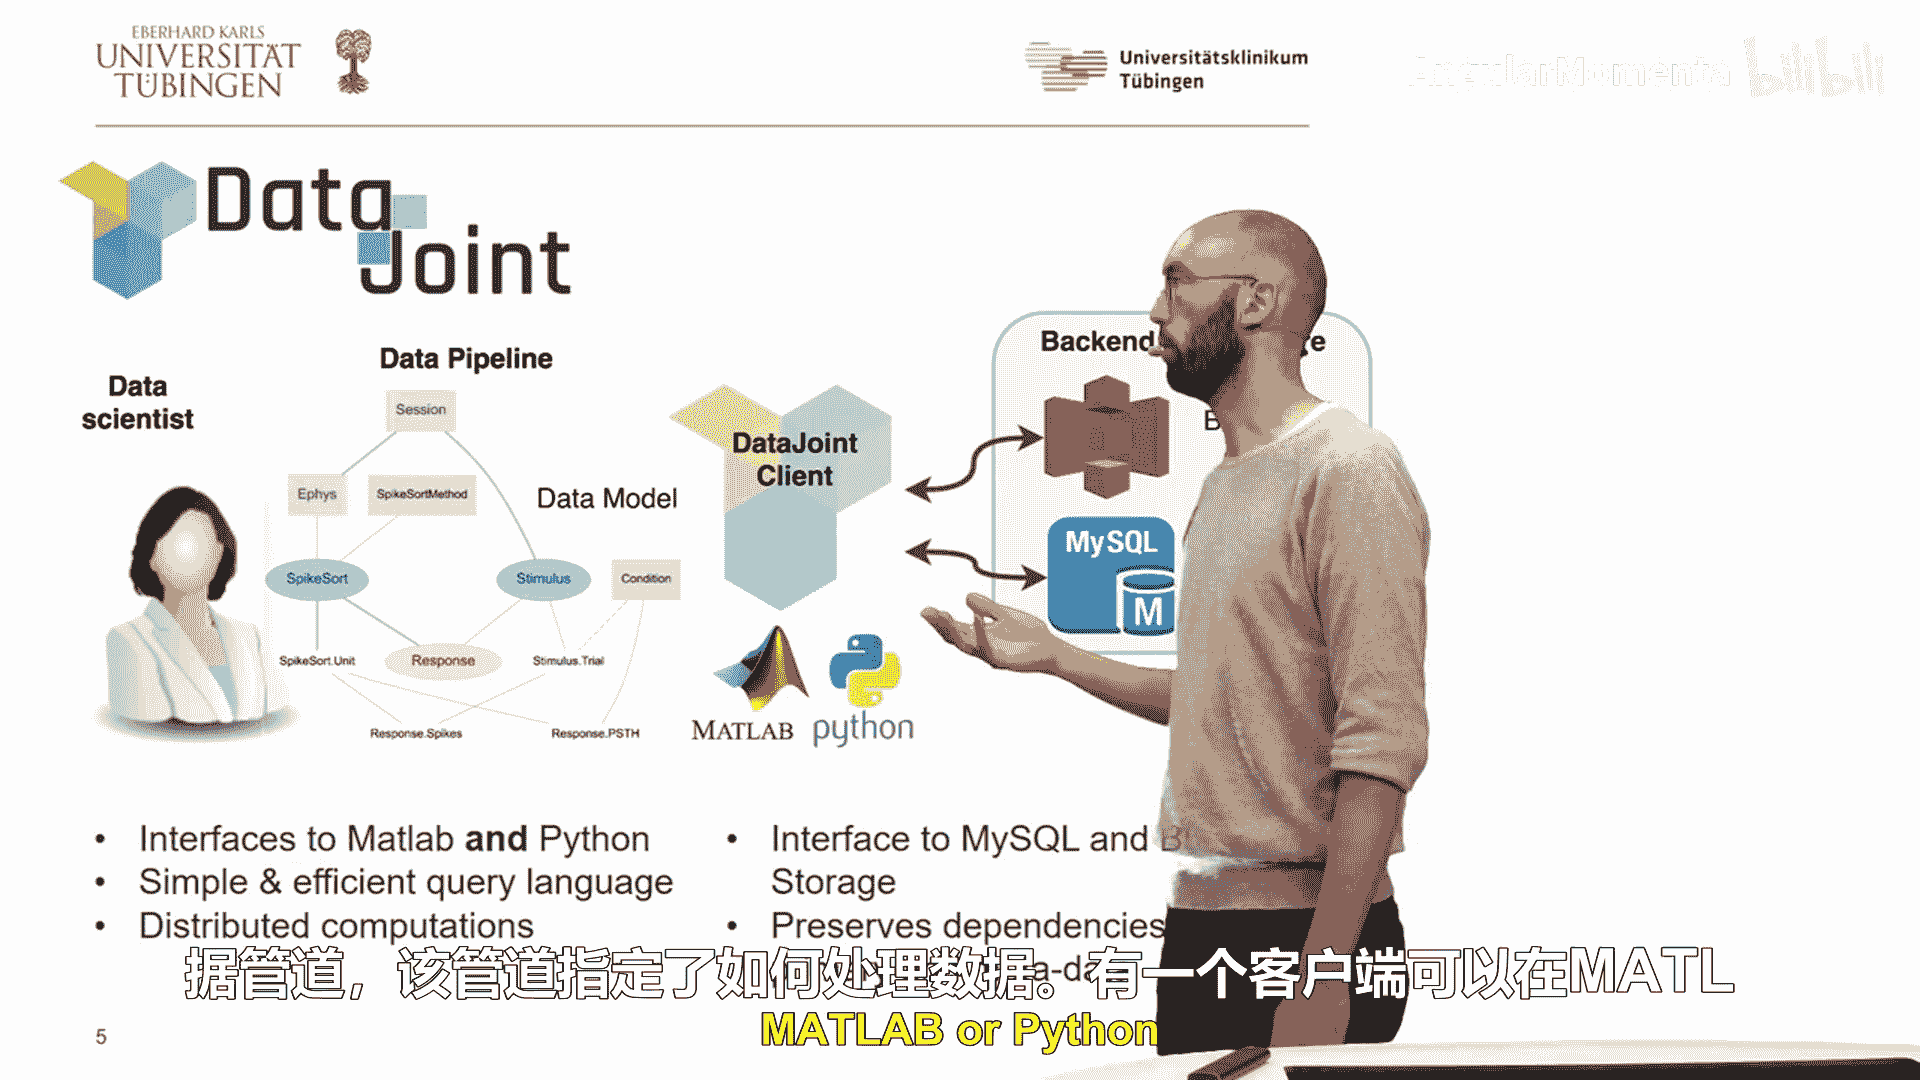 EBERHARD KARLS
UNIVERSITÄT
TÜBINGEN
Universitätsklinikum
Tübingen
AngularMomenta bilibili
Data
Joint
Data Pipeline
Data
scientist
Session
Ephys
SpikeSortMethod
Data Model
SpikeSort
Stimulus
Condition
SpikeSort.Unit
Response
Stimulus.Trial
Response.Spikes
Response.PSTH
DataJoint
Client
MATLAB
python
Backend
MySQL
M
• Interfaces to Matlab and Python
• Simple & efficient query language
• Distributed computations
• Interface to MySQL and
Storage
• Preserves dependencies
据管道，该管道指定了如何处理数据。有一个客户端可以在MATL
MATLAB or Python
5